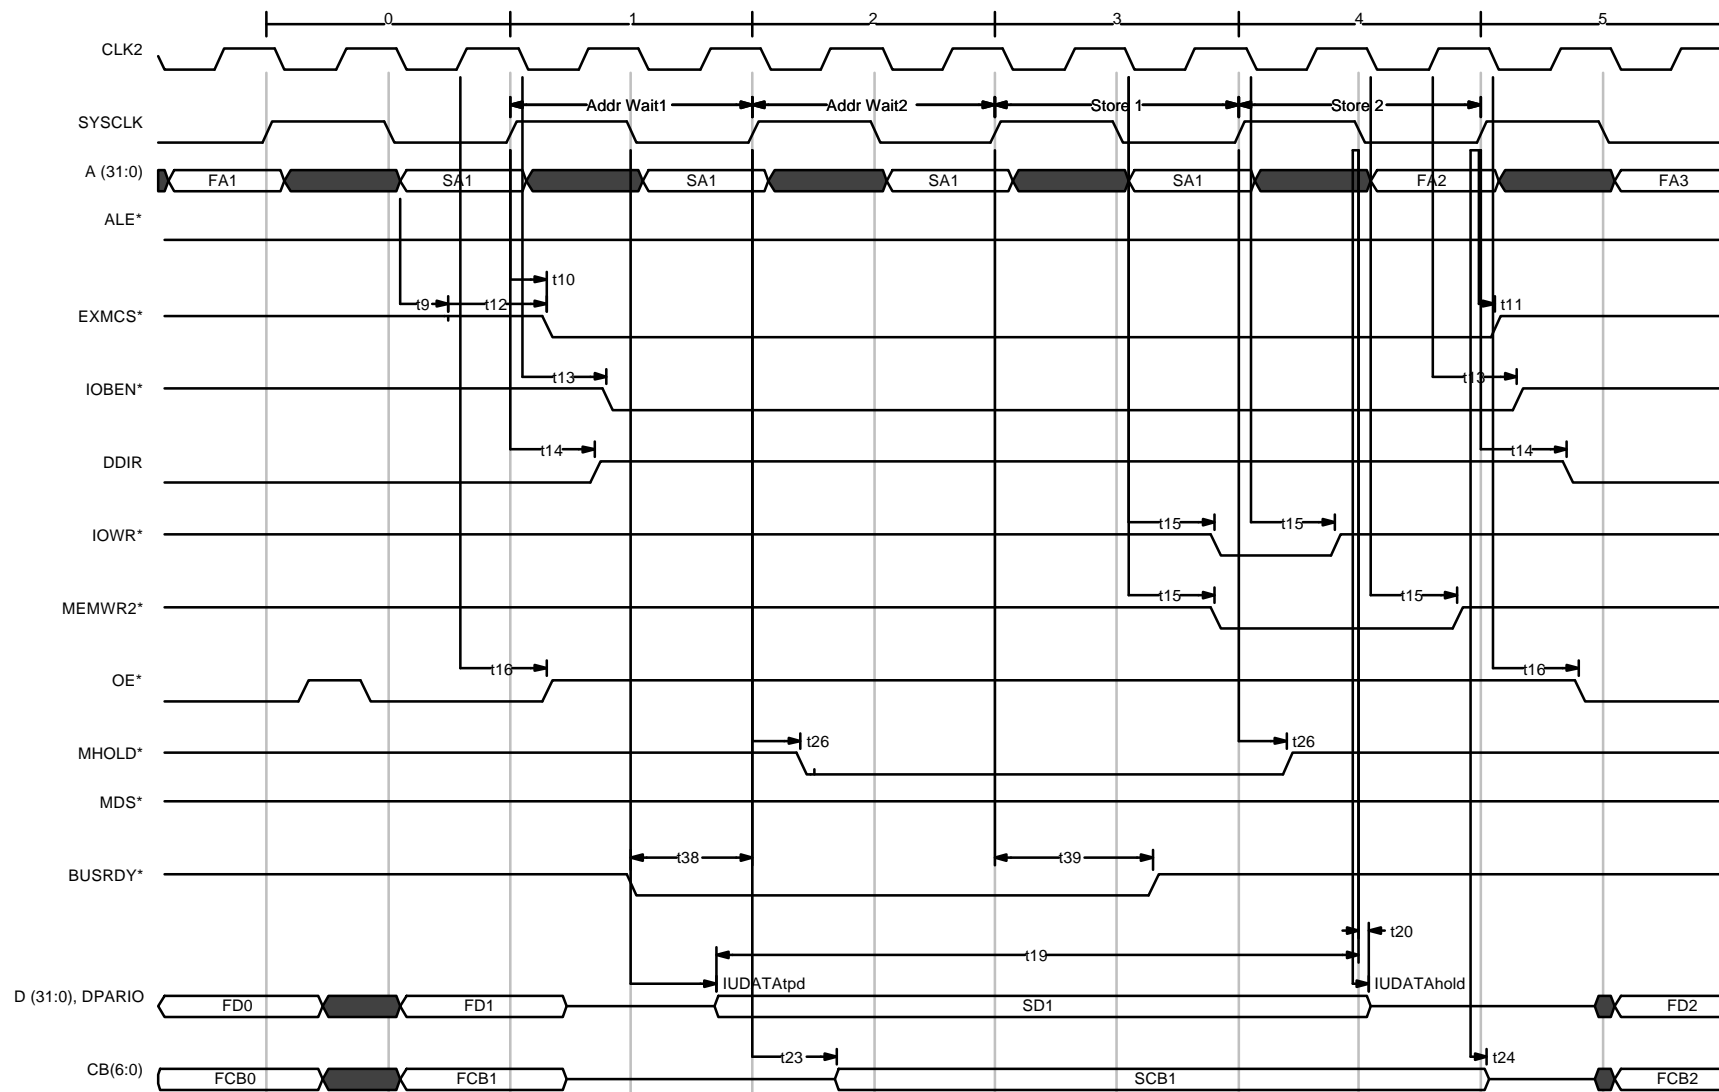 0 1 2 3 4 5
CLK2
Addr Wait1 Addr Wait2 Store 1 Store 2
SYSCLK
A (31:0) FA1 SA1 SA1 SA1 SA1 FA2 FA3
ALE*
t10
t9 t12 t11
EXMCS*
t13 t13
IOBEN*
t14 t14
DDIR
t15 t15
IOWR*
t15 t15
MEMWR2*
t16 t16
OE*
t26 t26
MHOLD*
MDS*
t38 t39
BUSRDY*
t20
t19
IUDATAtpd IUDATAhold
D (31:0), DPARIO FD0 FD1 SD1 FD2
t23 t24
CB(6:0) FCB0 FCB1 SCB1 FCB2